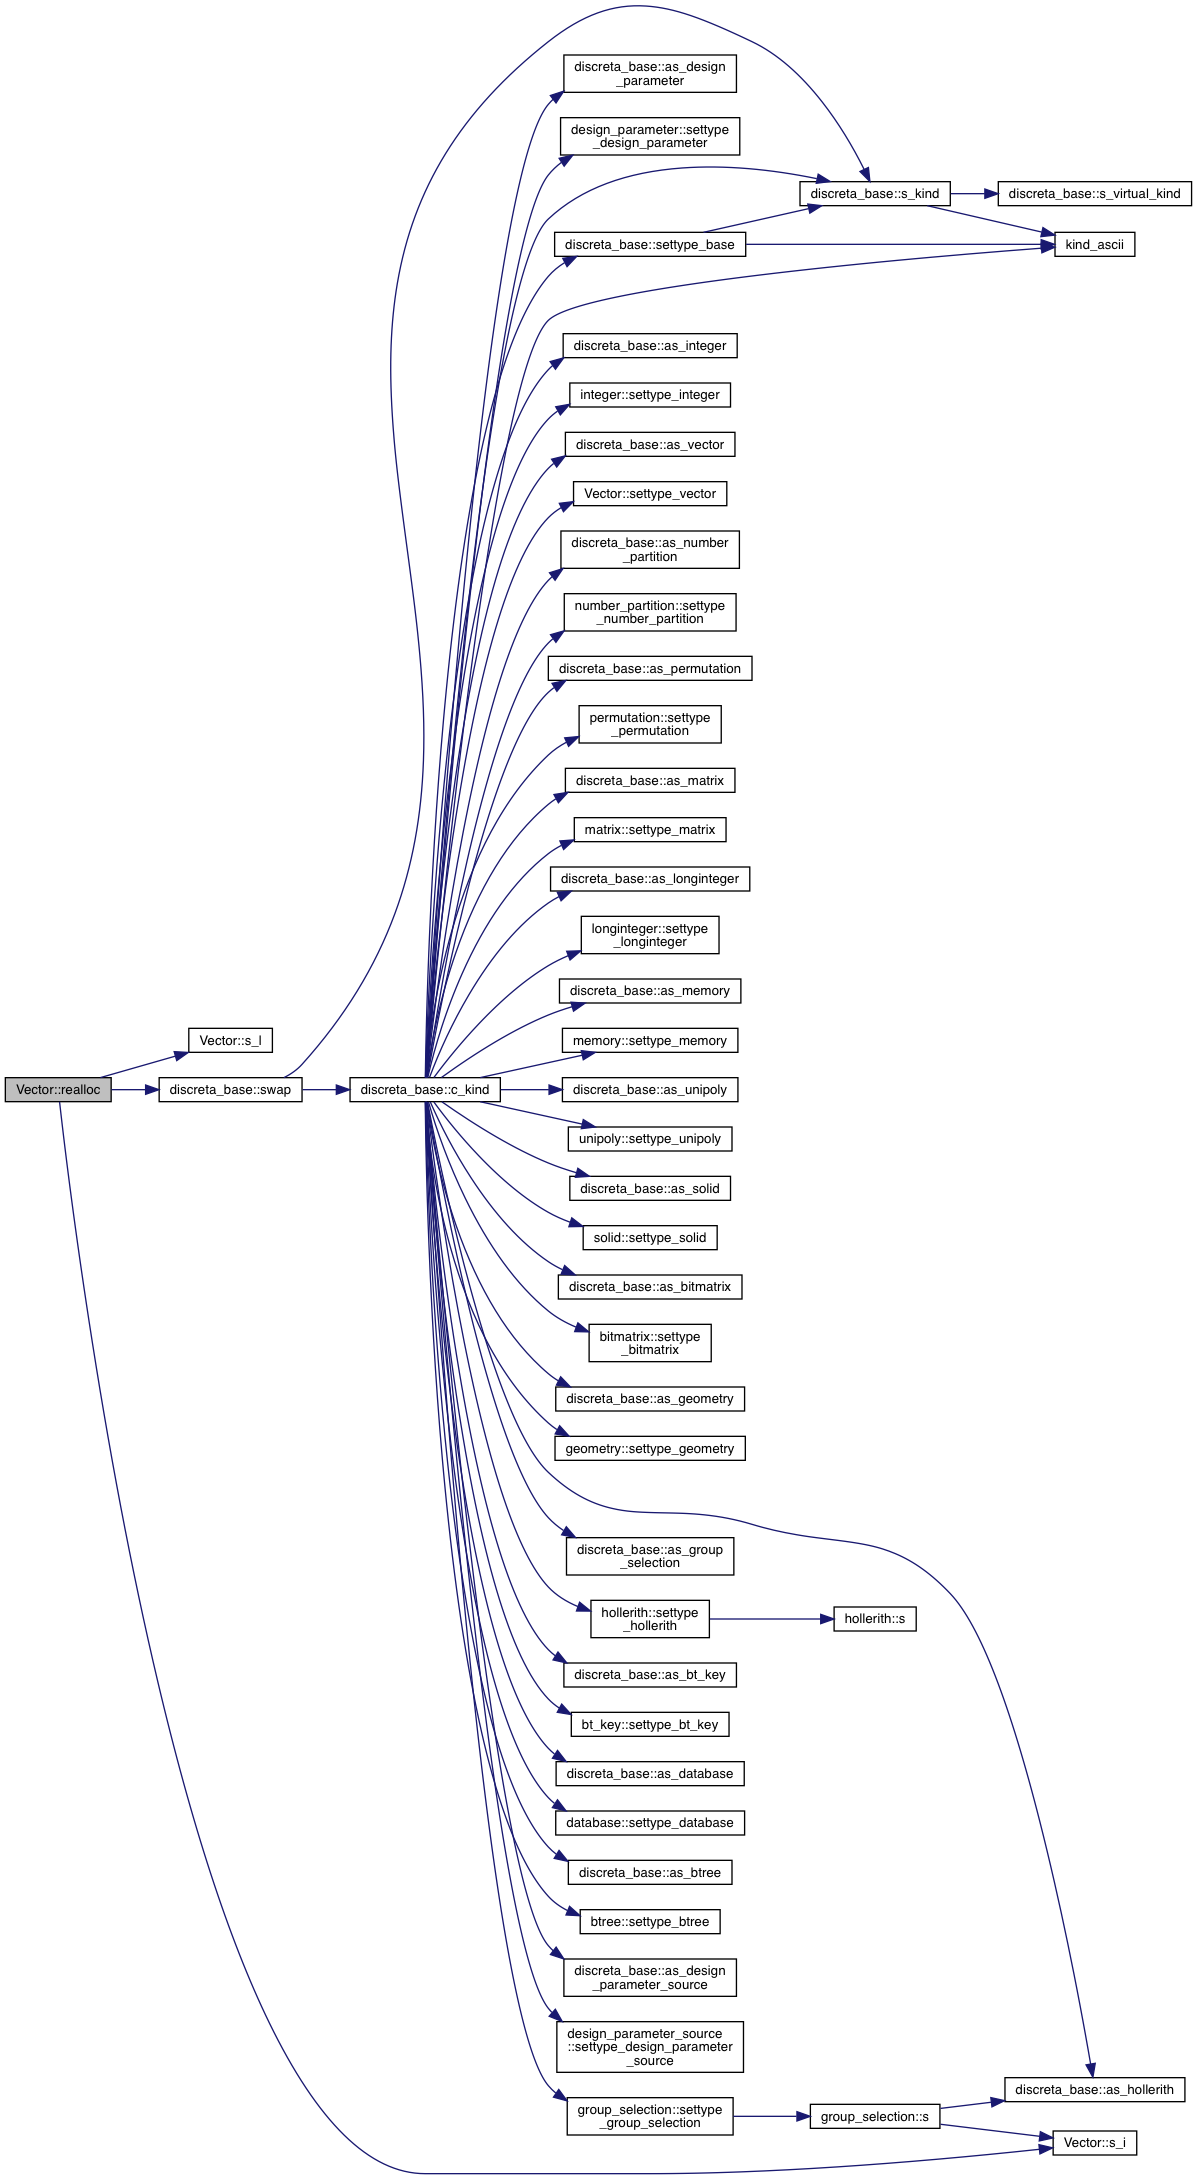 discreta_base::as_design
_parameter
design_parameter::settype
_design_parameter
discreta_base::s_kind
discreta_base::s_virtual_kind
discreta_base::settype_base
kind_ascii
discreta_base::as_integer
integer::settype_integer
discreta_base::as_vector
Vector::settype_vector
discreta_base::as_number
_partition
number_partition::settype
_number_partition
discreta_base::as_permutation
permutation::settype
_permutation
discreta_base::as_matrix
matrix::settype_matrix
discreta_base::as_longinteger
longinteger::settype
_longinteger
discreta_base::as_memory
Vector::s_l
memory::settype_memory
Vector::realloc
discreta_base::swap
discreta_base::c_kind
discreta_base::as_unipoly
unipoly::settype_unipoly
discreta_base::as_solid
solid::settype_solid
discreta_base::as_bitmatrix
bitmatrix::settype
_bitmatrix
discreta_base::as_geometry
geometry::settype_geometry
discreta_base::as_group
_selection
hollerith::settype
_hollerith
hollerith::s
discreta_base::as_bt_key
bt_key::settype_bt_key
discreta_base::as_database
database::settype_database
discreta_base::as_btree
btree::settype_btree
discreta_base::as_design
_parameter_source
design_parameter_source
::settype_design_parameter
_source
discreta_base::as_hollerith
group_selection::settype
_group_selection
group_selection::s
Vector::s_i